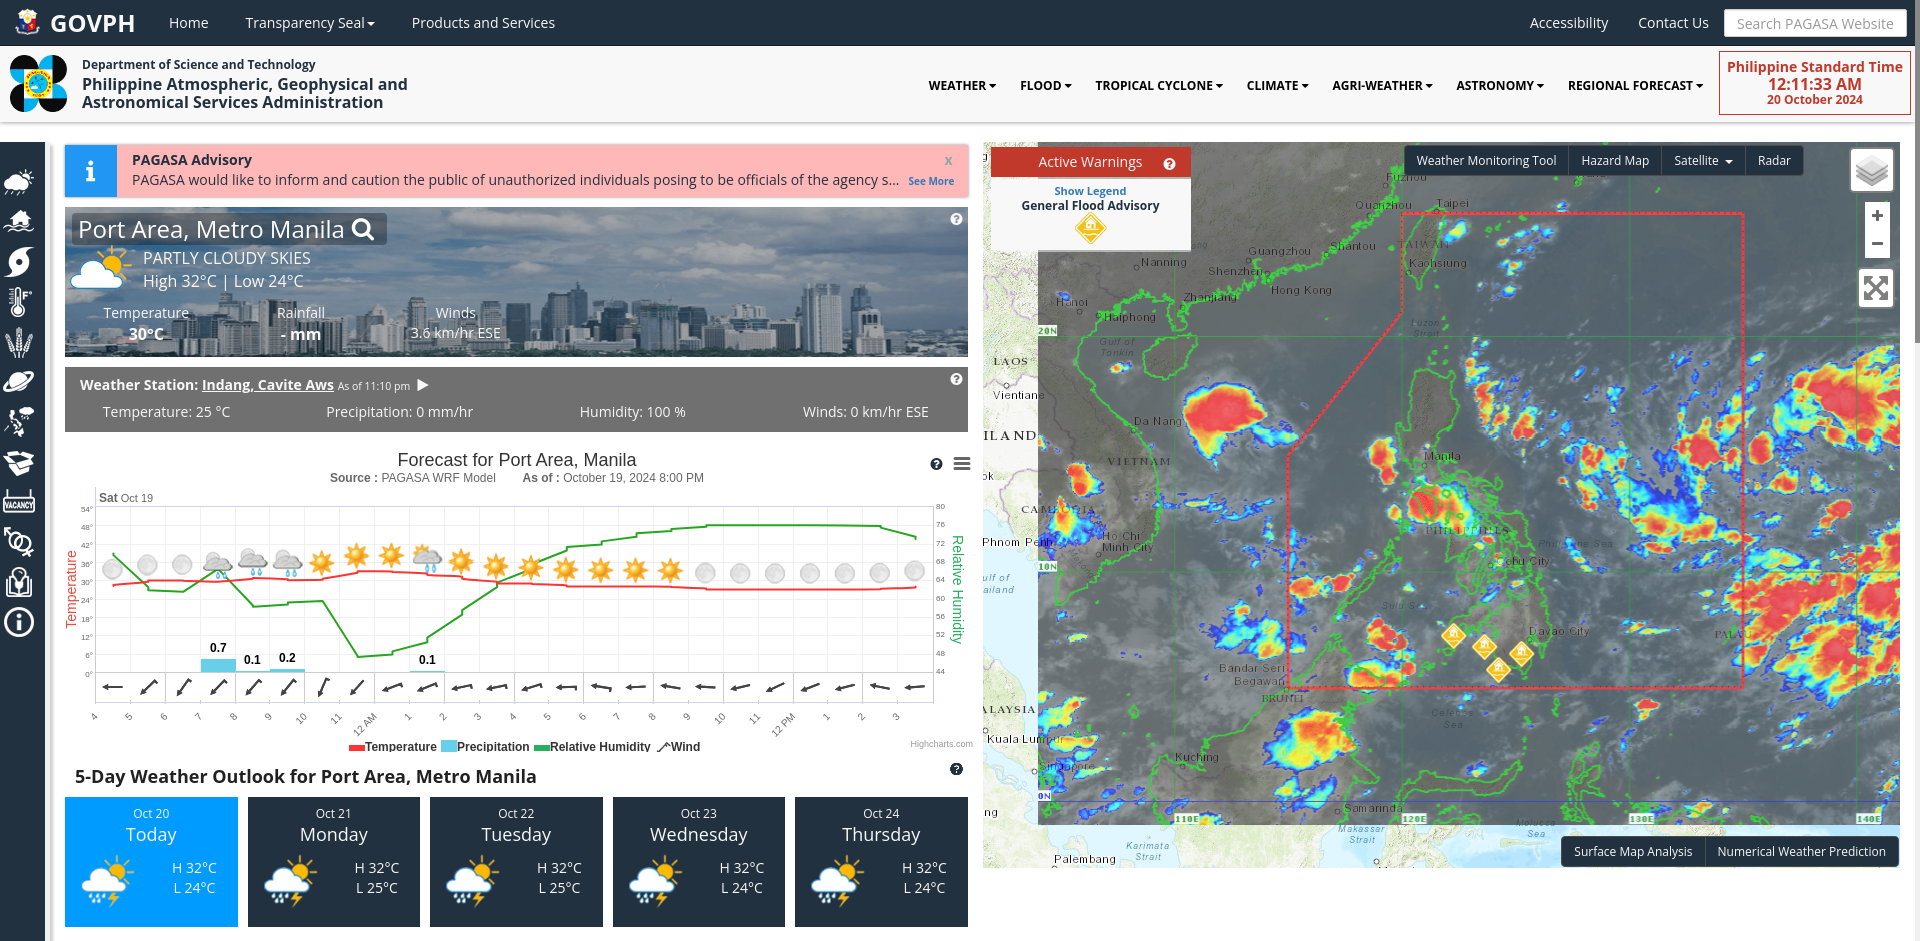 GOVPH
Home
Transparency Seal
Products and Services
Accessibility
Contact Us
Search PAGASA Website
Department of Science and Technology
Philippine Atmospheric, Geophysical and
Astronomical Services Administration
WEATHER
FLOOD
TROPICAL CYCLONE
CLIMATE
AGRI-WEATHER
ASTRONOMY
REGIONAL FORECAST
Philippine Standard Time
12:11:33 AM
20 October 2024
PAGASA Advisory
x
PAGASA would like to inform and caution the public of unauthorized individuals posing to be officials of the agency s... See More
Port Area, Metro Manila
PARTLY CLOUDY SKIES
High 32°C | Low 24°C
Temperature
Rainfall
Winds
30°C
- mm
3.6 km/hr ESE
Weather Station: Indang, Cavite Aws As of 11:10 pm
Temperature: 25 °C
Precipitation: 0 mm/hr
Humidity: 100 %
Winds: 0 km/hr ESE
Forecast for Port Area, Manila
Source : PAGASA WRF Model As of : October 19, 2024 8:00 PM
Sat Oct 19
54°
48°
42°
36°
30°
24°
18°
12°
6°
0°
Temperature
80
76
72
68
64
60
56
52
48
44
Relative Humidity
0.7
0.1
0.2
0.1
4 5 6 7 8 9 10 11 12 AM 1 2 3 4 5 6 7 8 9 10 11 12 PM 1 2 3
Temperature Precipitation Relative Humidity Wind
Highcharts.com
5-Day Weather Outlook for Port Area, Metro Manila
Oct 20
Today
H 32°C
L 24°C
Oct 21
Monday
H 32°C
L 25°C
Oct 22
Tuesday
H 32°C
L 25°C
Oct 23
Wednesday
H 32°C
L 24°C
Oct 24
Thursday
H 32°C
L 24°C
VACANCY
Active Warnings
Show Legend
General Flood Advisory
Weather Monitoring Tool
Hazard Map
Satellite
Radar
+
−
Fuzhou
Quanzhou
Taipei
TAIWAN
Kaohsiung
Shantou
Guangzhou
Nanning
Shenzhen
Hong Kong
Zhanjiang
Hanoi
Haiphong
20N
Luzon
Strait
Gulf of
Tonkin
LAOS
Vientiane
Da Nang
ILAND
VIETNAM
Manila
ok
CAMBODIA
PHILIPPINES
Phnom Penh
Ho Chi
Minh City
Philippine Sea
Cebu City
10N
ulf of
ailand
Sulu Sea
Davao City
PALAU
Bandar Seri
Begawan
BRUNEI
ALAYSIA
Celebes
Sea
Kuala Lumpur
Kuching
Singapore
0N
Samarinda
110E
120E
130E
140E
ng
Makassar
Strait
Molucca
Sea
Karimata
Strait
Palembang
Surface Map Analysis
Numerical Weather Prediction